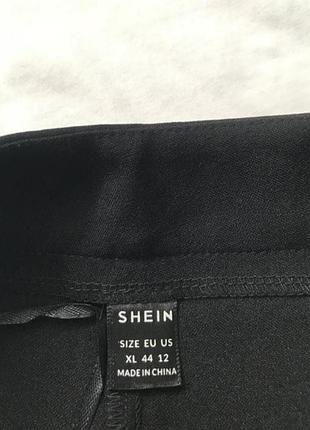 SHEIN
SIZE EU US
XL 44 12
MADE IN CHINA